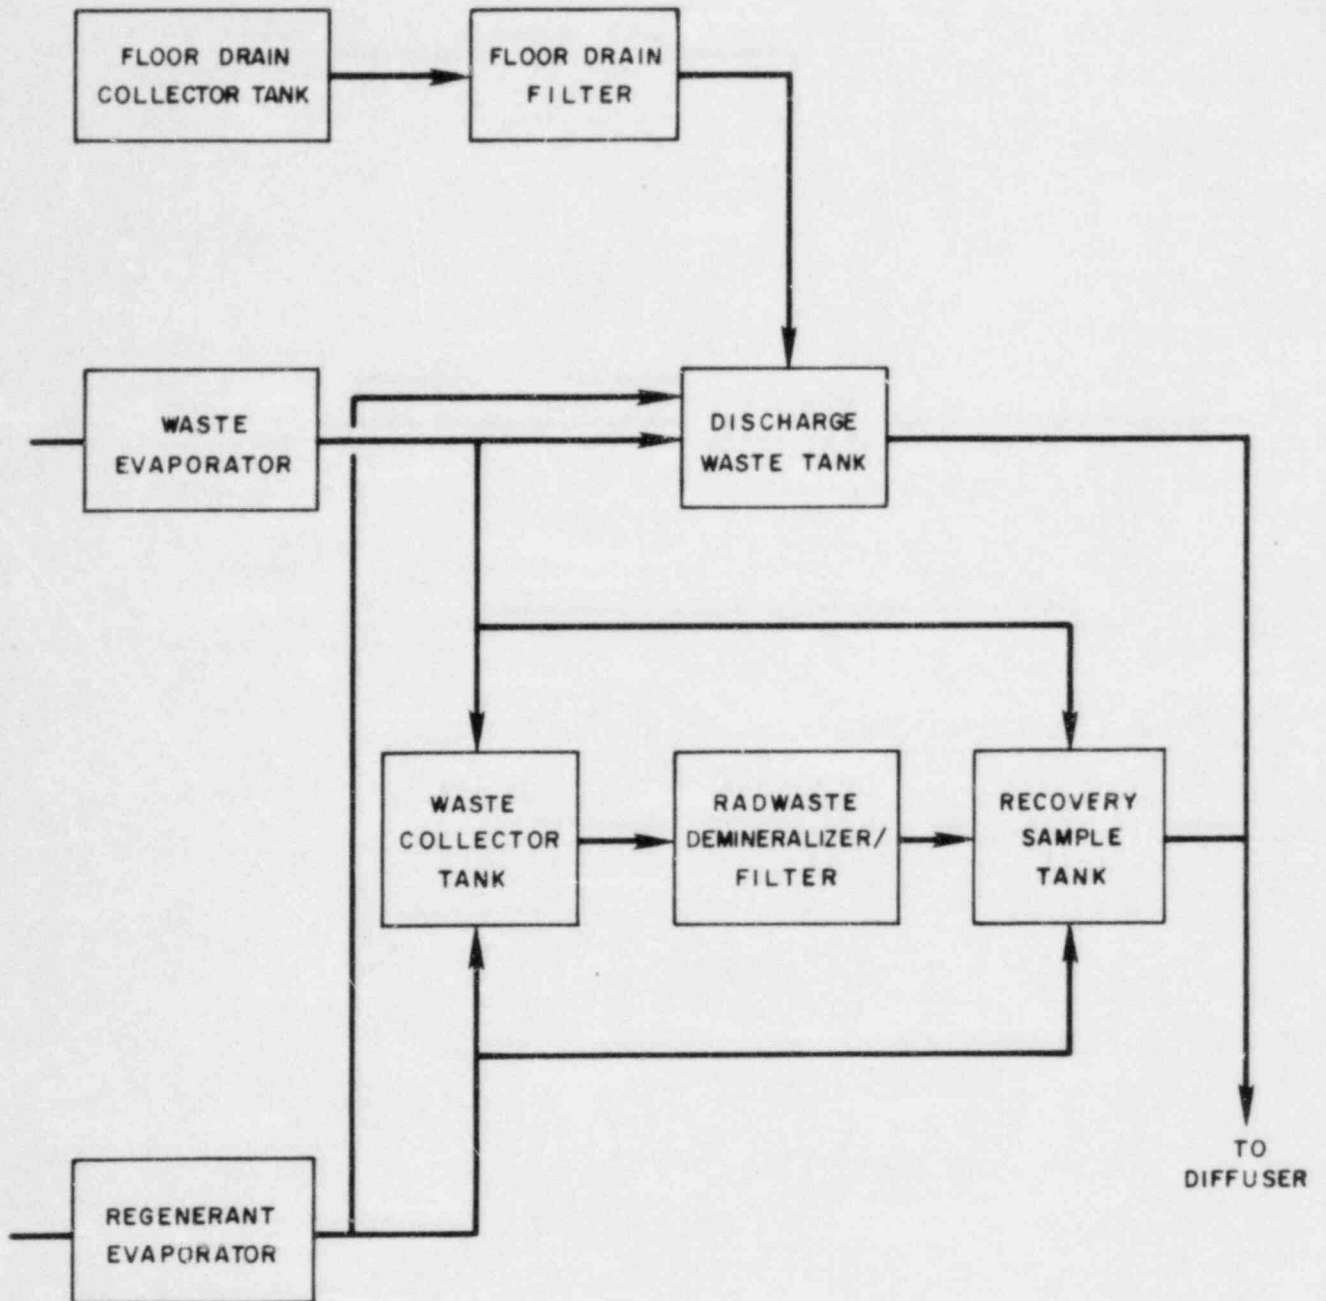 FLOOR DRAIN
COLLECTOR TANK
FLOOR DRAIN
FILTER
WASTE
EVAPORATOR
DISCHARGE
WASTE TANK
WASTE
COLLECTOR
TANK
RADWASTE
DEMINERALIZER/
FILTER
RECOVERY
SAMPLE
TANK
TO
DIFFUSER
REGENERANT
EVAPORATOR